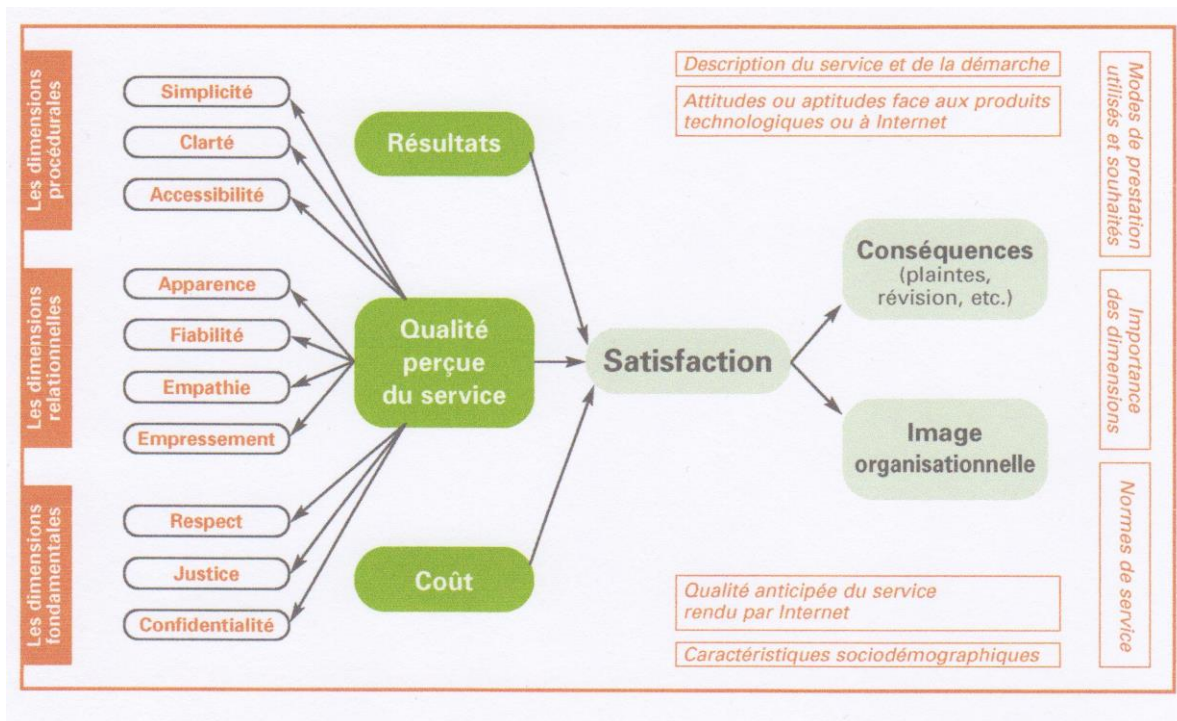 Les dimensions
procédurales
Simplicité
Clarté
Accessibilité
Les dimensions
relationnelles
Apparence
Fiabilité
Empathie
Empressement
Les dimensions
fondamentales
Respect
Justice
Confidentialité
Résultats
Qualité
perçue
du service
Coût
Satisfaction
Conséquences
(plaintes,
révision, etc.)
Image
organisationnelle
Description du service et de la démarche
Attitudes ou aptitudes face aux produits
technologiques ou à Internet
Qualité anticipée du service
rendu par Internet
Caractéristiques sociodémographiques
Modes de prestation
utilisés et souhaités
Importance
des dimensions
Normes de service